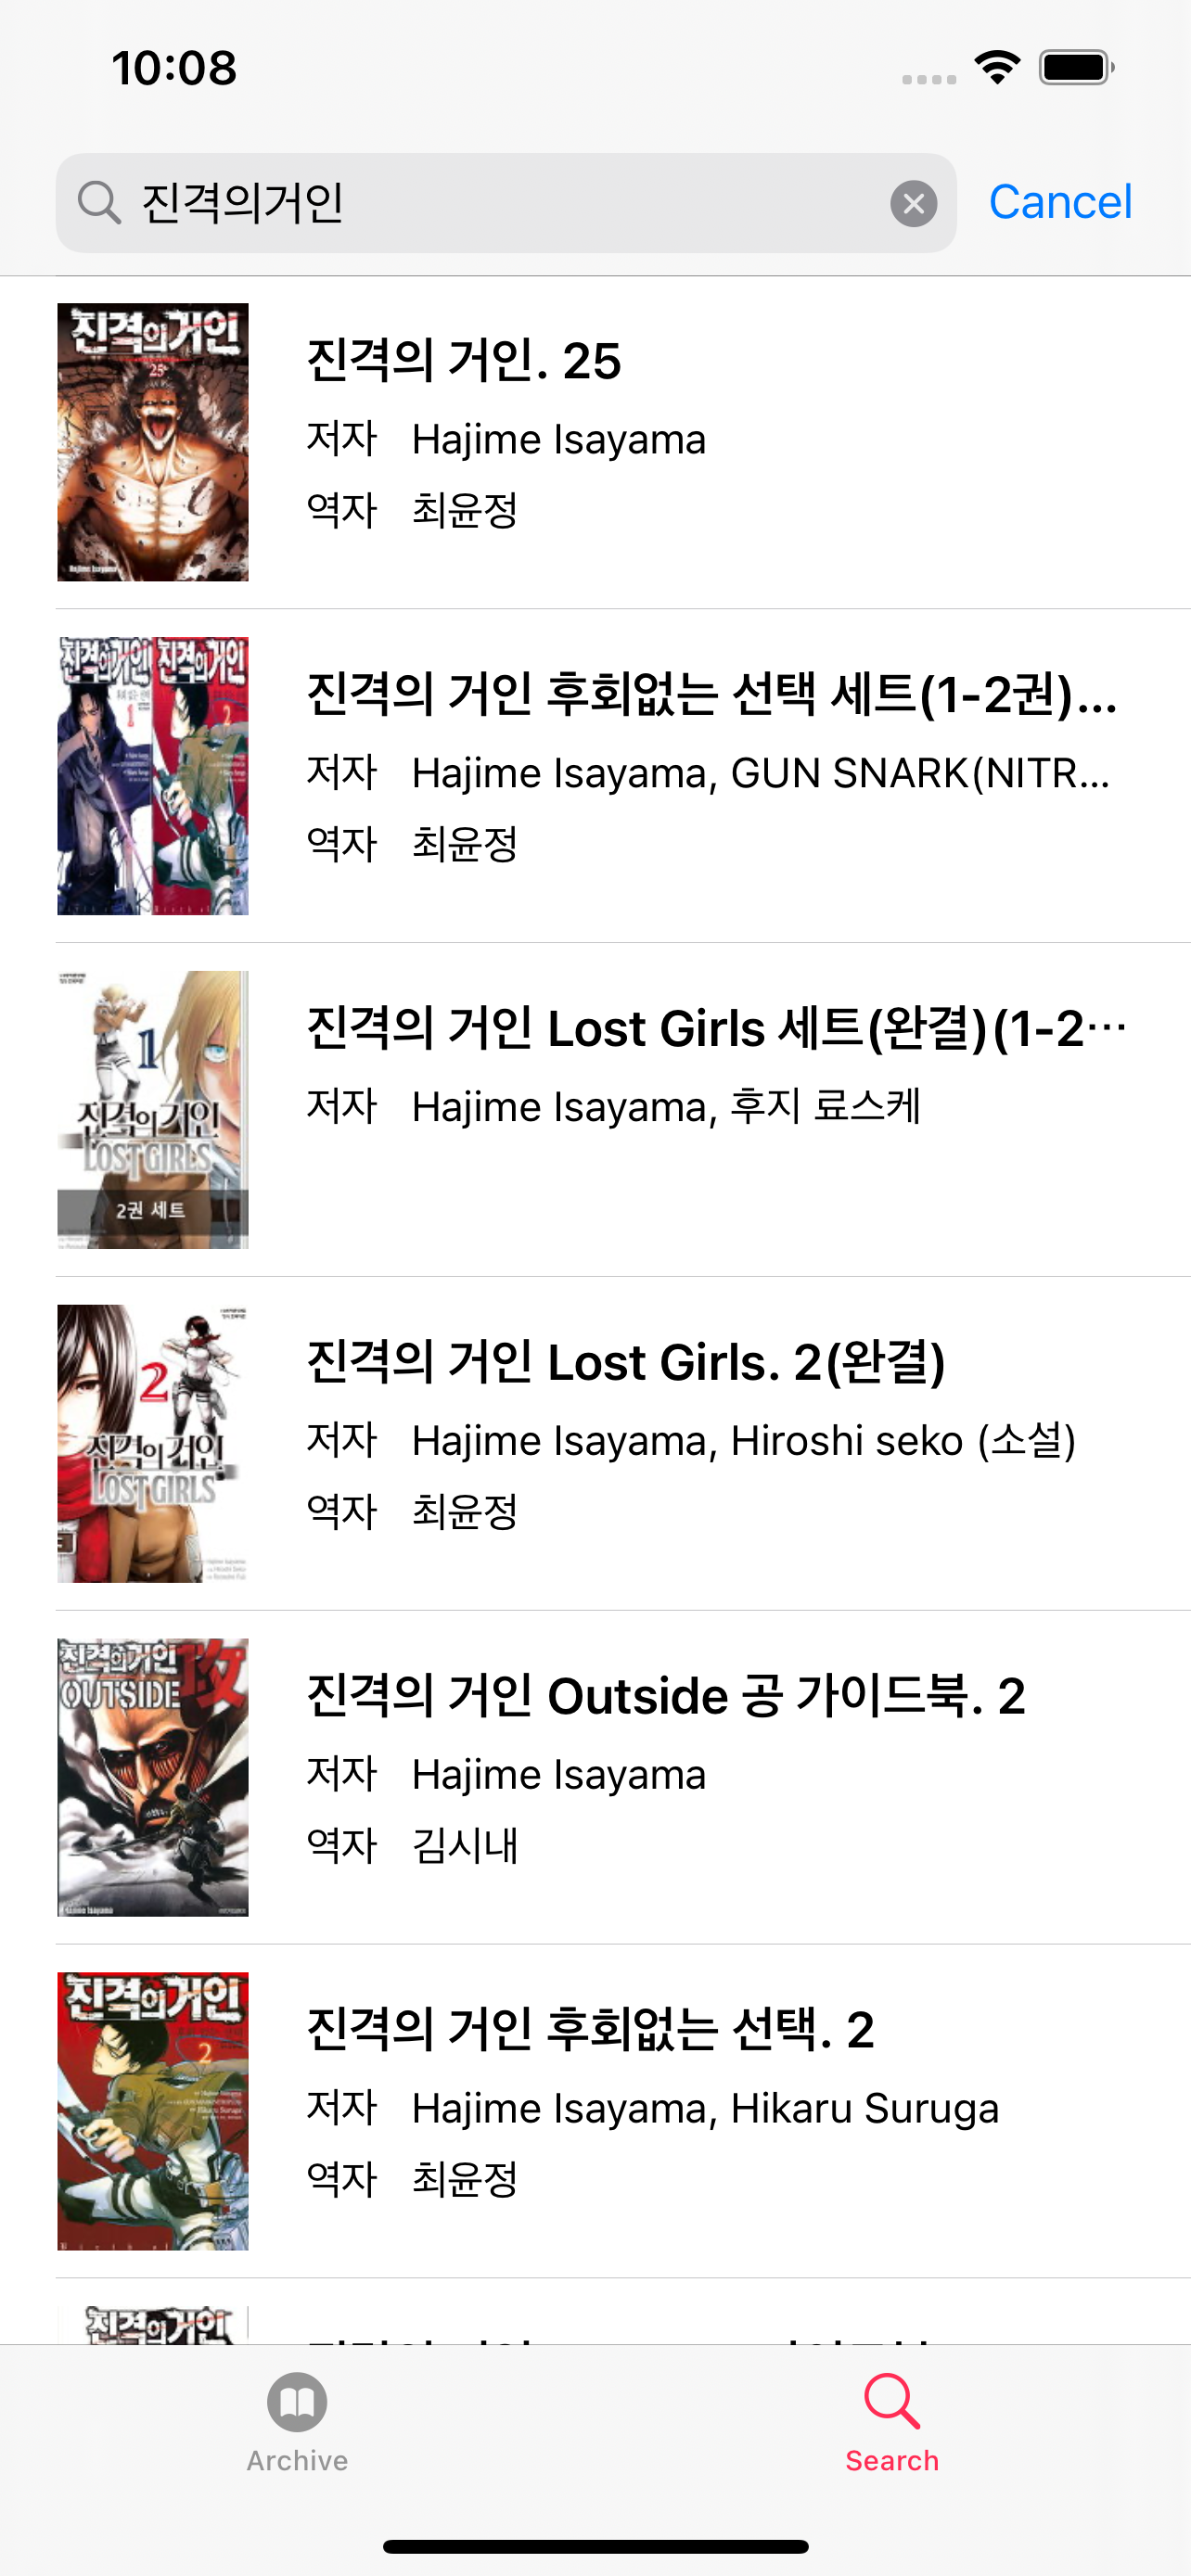 10:08
진격의거인
Cancel
진격의거인
25
Hajime Isayama
진격의 거인. 25
저자 Hajime Isayama
역자 최윤정
진격의거인 진격의거인
1
2
진격의 거인 후회없는 선택 세트(1-2권)...
저자 Hajime Isayama, GUN SNARK(NITR...
역자 최윤정
1
진격의 거인
LOST GIRLS
2권 세트
진격의 거인 Lost Girls 세트(완결)(1-2…
저자 Hajime Isayama, 후지 료스케
2
진격의 거인
LOST GIRLS
진격의 거인 Lost Girls. 2(완결)
저자 Hajime Isayama, Hiroshi seko (소설)
역자 최윤정
진격의거인 攻
OUTSIDE
Hajime Isayama
진격의 거인 Outside 공 가이드북. 2
저자 Hajime Isayama
역자 김시내
진격의거인
2
진격의 거인 후회없는 선택. 2
저자 Hajime Isayama, Hikaru Suruga
역자 최윤정
진격의거인
Archive
Search